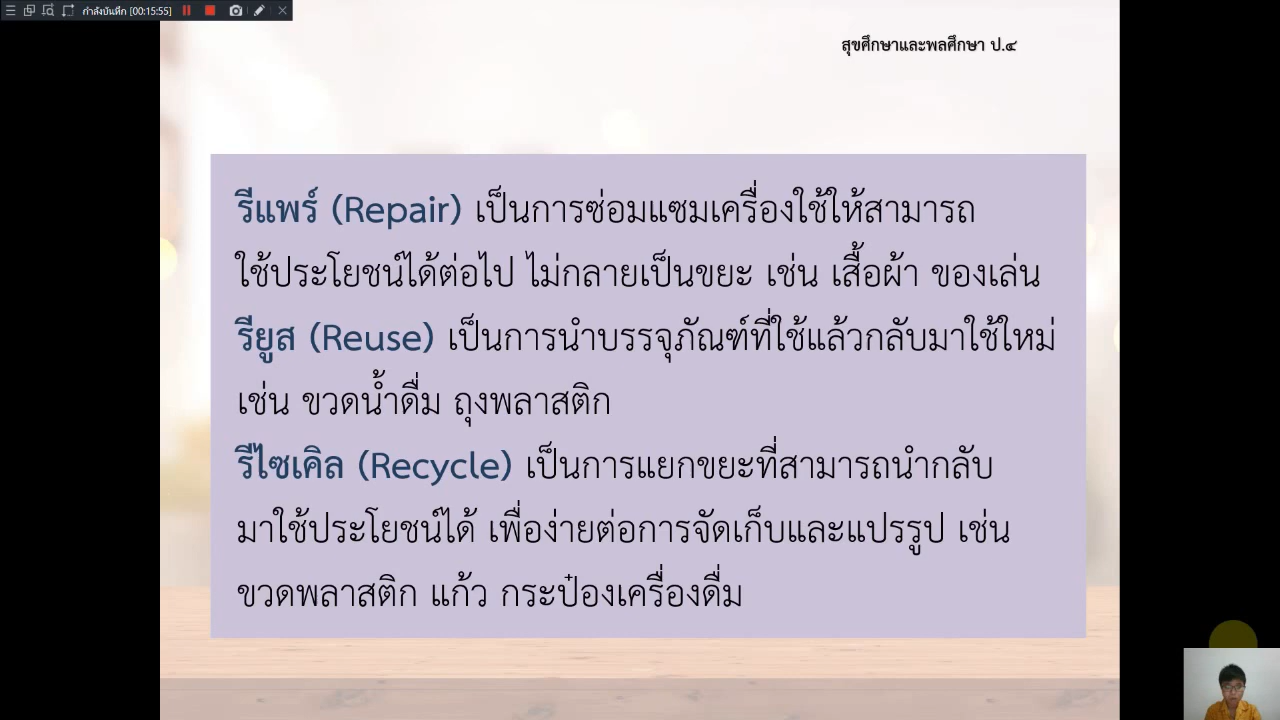 กำลังบันทึก [00:15:55]
สุขศึกษาและพลศึกษา ป.๔
รีแพร์ (Repair) เป็นการซ่อมแซมเครื่องใช้ให้สามารถ
ใช้ประโยชน์ได้ต่อไป ไม่กลายเป็นขยะ เช่น เสื้อผ้า ของเล่น
รียูส (Reuse) เป็นการนำบรรจุภัณฑ์ที่ใช้แล้วกลับมาใช้ใหม่
เช่น ขวดน้ำดื่ม ถุงพลาสติก
รีไซเคิล (Recycle) เป็นการแยกขยะที่สามารถนำกลับ
มาใช้ประโยชน์ได้ เพื่อง่ายต่อการจัดเก็บและแปรรูป เช่น
ขวดพลาสติก แก้ว กระป๋องเครื่องดื่ม